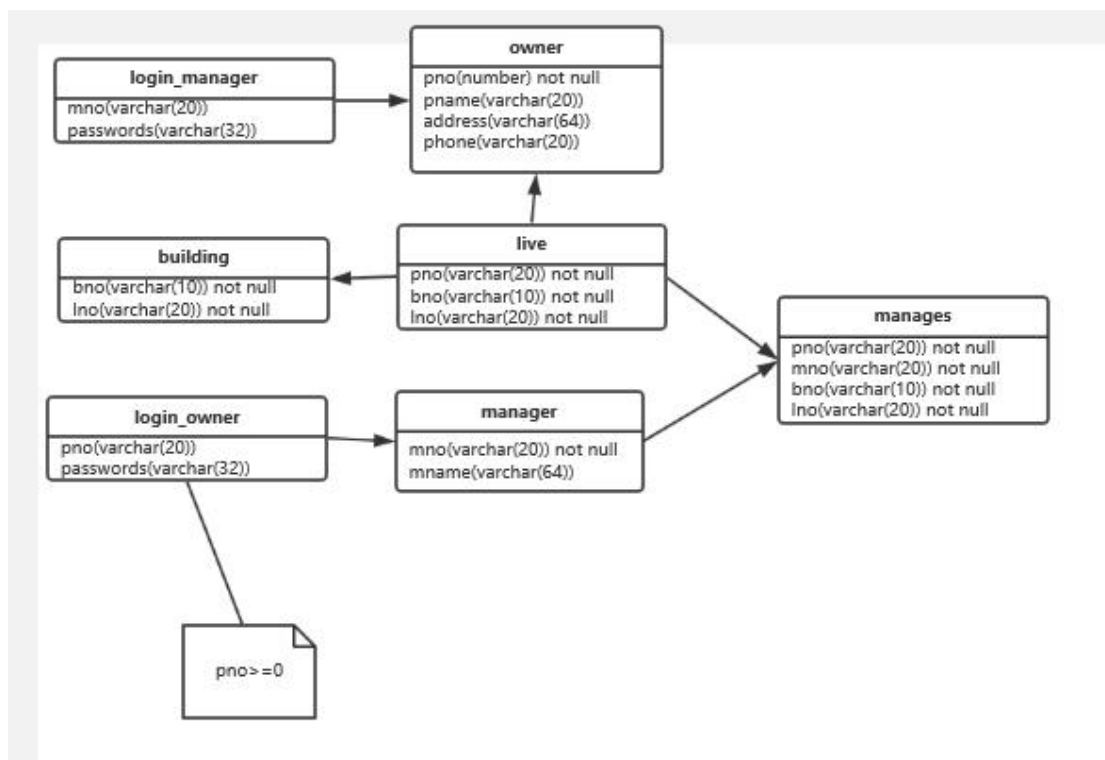 owner
pno(number) not null
pname(varchar(20))
address(varchar(64))
phone(varchar(20))
login_manager
mno(varchar(20))
passwords(varchar(32))
building
bno(varchar(10)) not null
lno(varchar(20)) not null
live
pno(varchar(20)) not null
bno(varchar(10)) not null
lno(varchar(20)) not null
manages
pno(varchar(20)) not null
mno(varchar(20)) not null
bno(varchar(10)) not null
lno(varchar(20)) not null
login_owner
pno(varchar(20))
passwords(varchar(32))
manager
mno(varchar(20)) not null
mname(varchar(64))
pno>=0